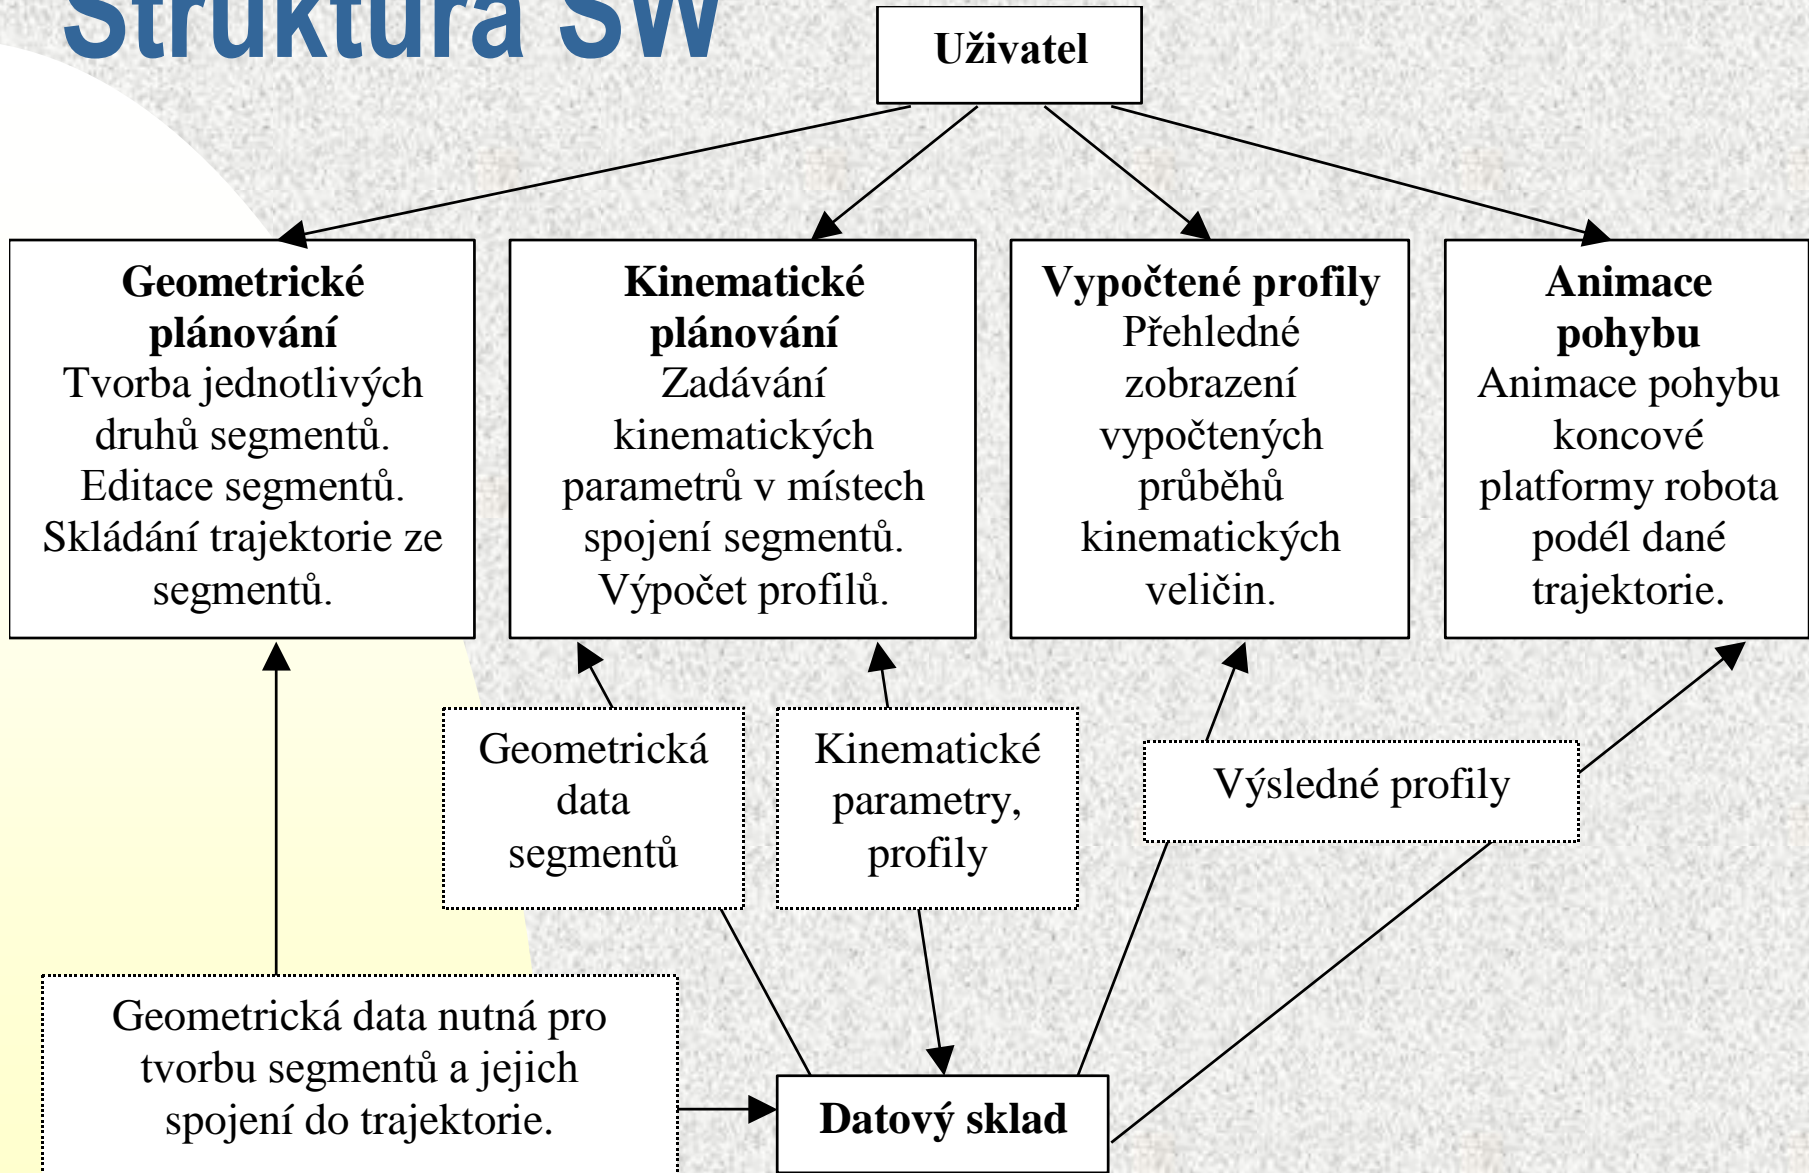 Struktura SW
Uživatel
Geometrické
plánování
Tvorba jednotlivých
druhů segmentů.
Editace segmentů.
Skládání trajektorie ze
segmentů.
Kinematické
plánování
Zadávání
kinematických
parametrů v místech
spojení segmentů.
Výpočet profilů.
Vypočtené profily
Přehledné
zobrazení
vypočtených
průběhů
kinematických
veličin.
Animace
pohybu
Animace pohybu
koncové
platformy robota
podél dané
trajektorie.
Geometrická
data
segmentů
Kinematické
parametry,
profily
Výsledné profily
Geometrická data nutná pro
tvorbu segmentů a jejich
spojení do trajektorie.
Datový sklad